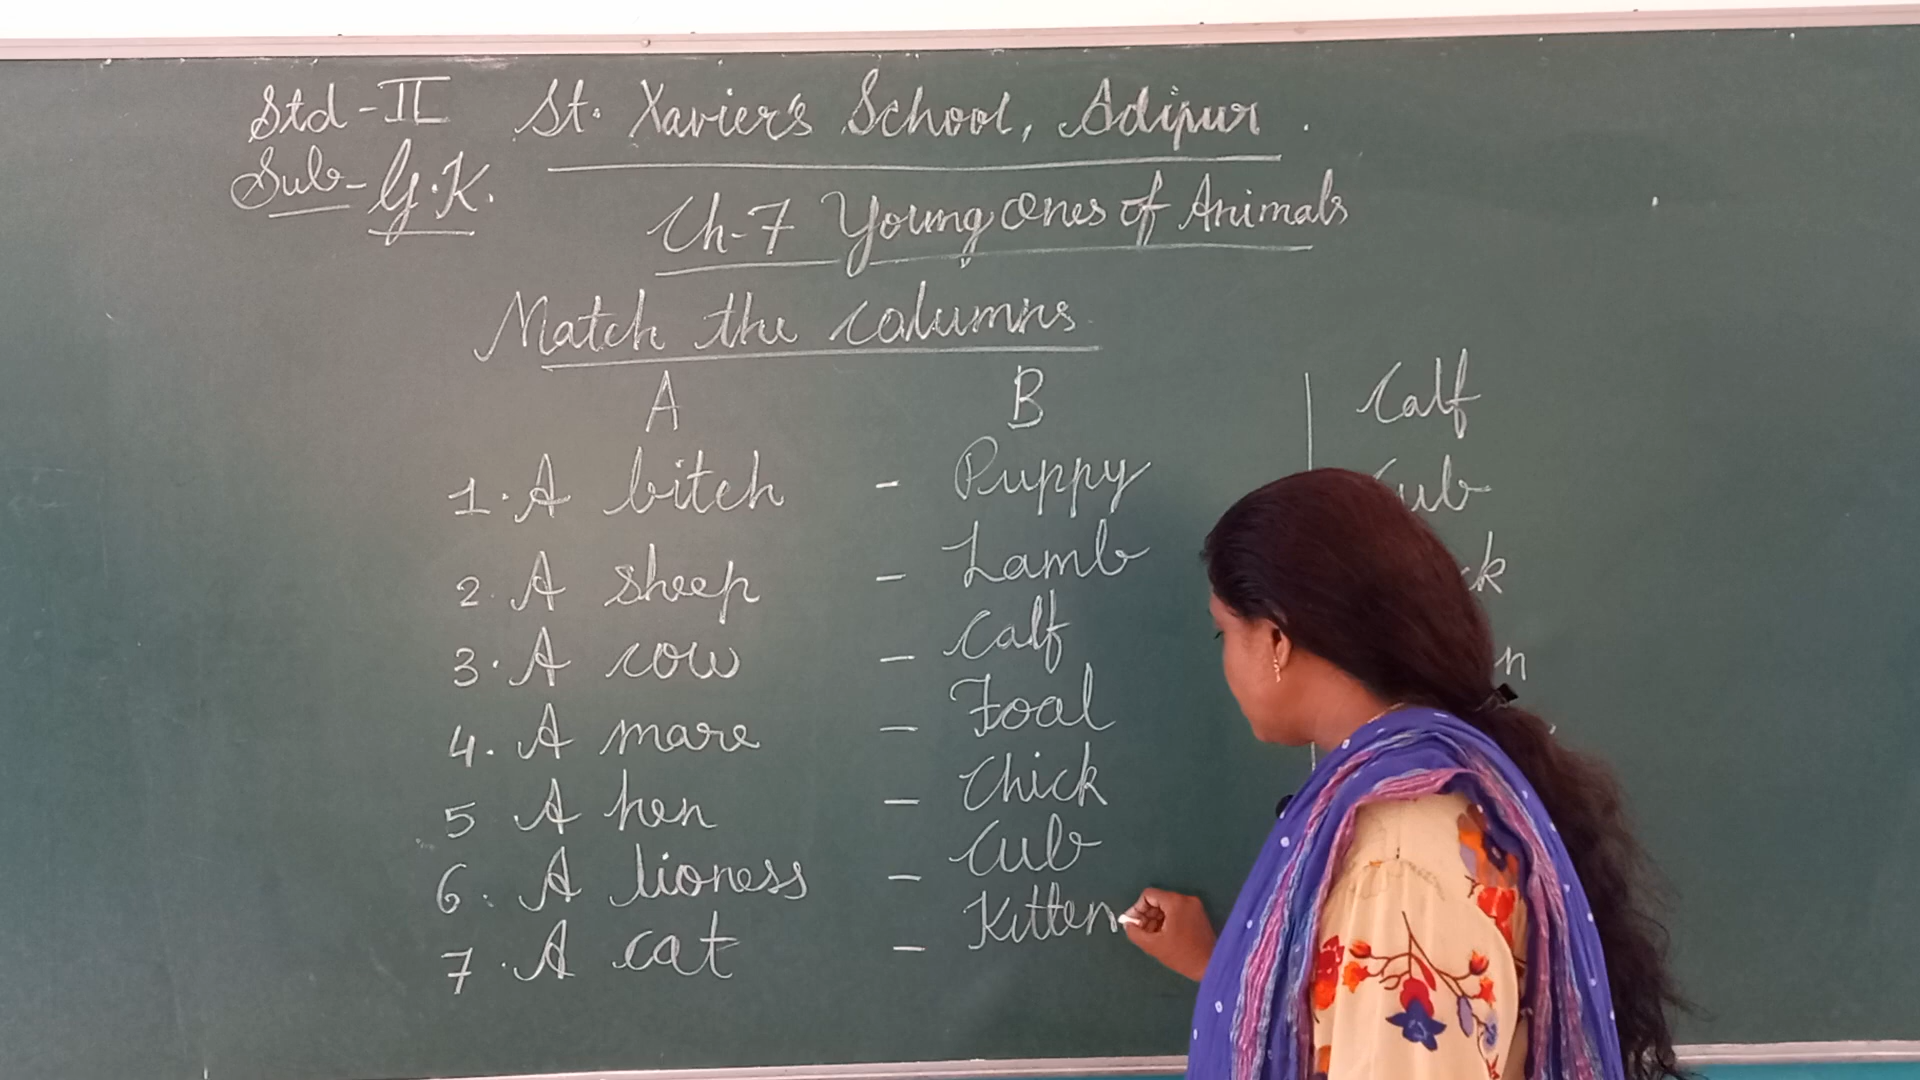 Std - II St. Xavier's School, Adipur.
Sub - G.K.
Ch-7 Young Ones of Animals
Match the columns
A B
1. A bitch - Puppy
2. A sheep - Lamb
3. A cow - Calf
4. A mare - Foal
5 A hen - Chick
6. A lioness - Cub
7. A cat - Kitten
Calf
Cub